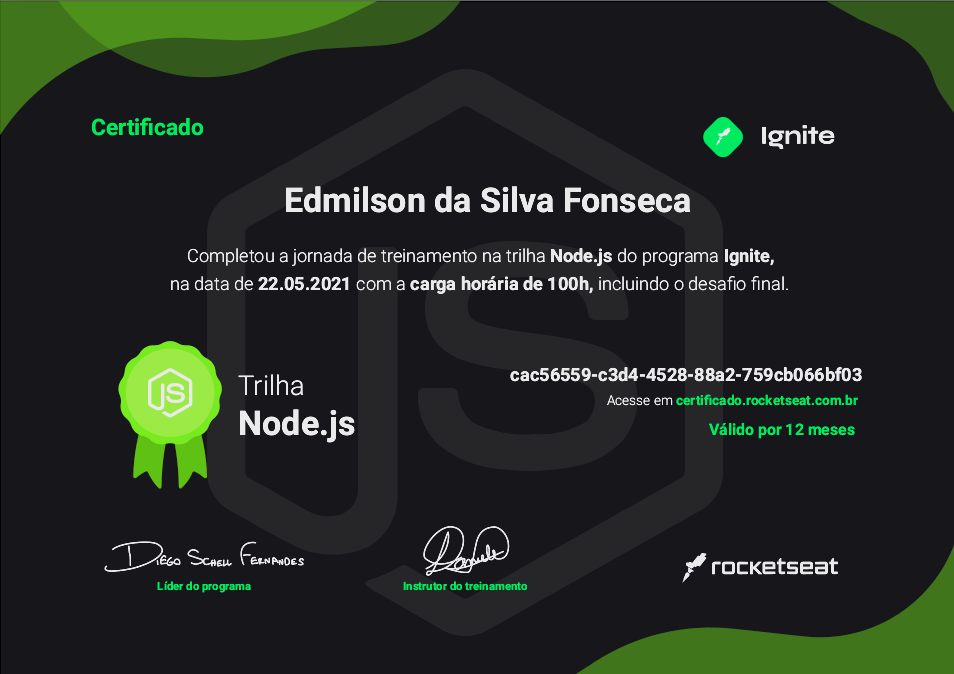 Certificado
Ignite
Edmilson da Silva Fonseca
Completou a jornada de treinamento na trilha Node.js do programa Ignite,
na data de 22.05.2021 com a carga horária de 100h, incluindo o desafio final.
JS
Trilha
Node.js
cac56559-c3d4-4528-88a2-759cb066bf03
Acesse em certificado.rocketseat.com.br
Válido por 12 meses
JS
Diego Schell Fernandes
Líder do programa
Daniele
Instrutor do treinamento
rocketseat